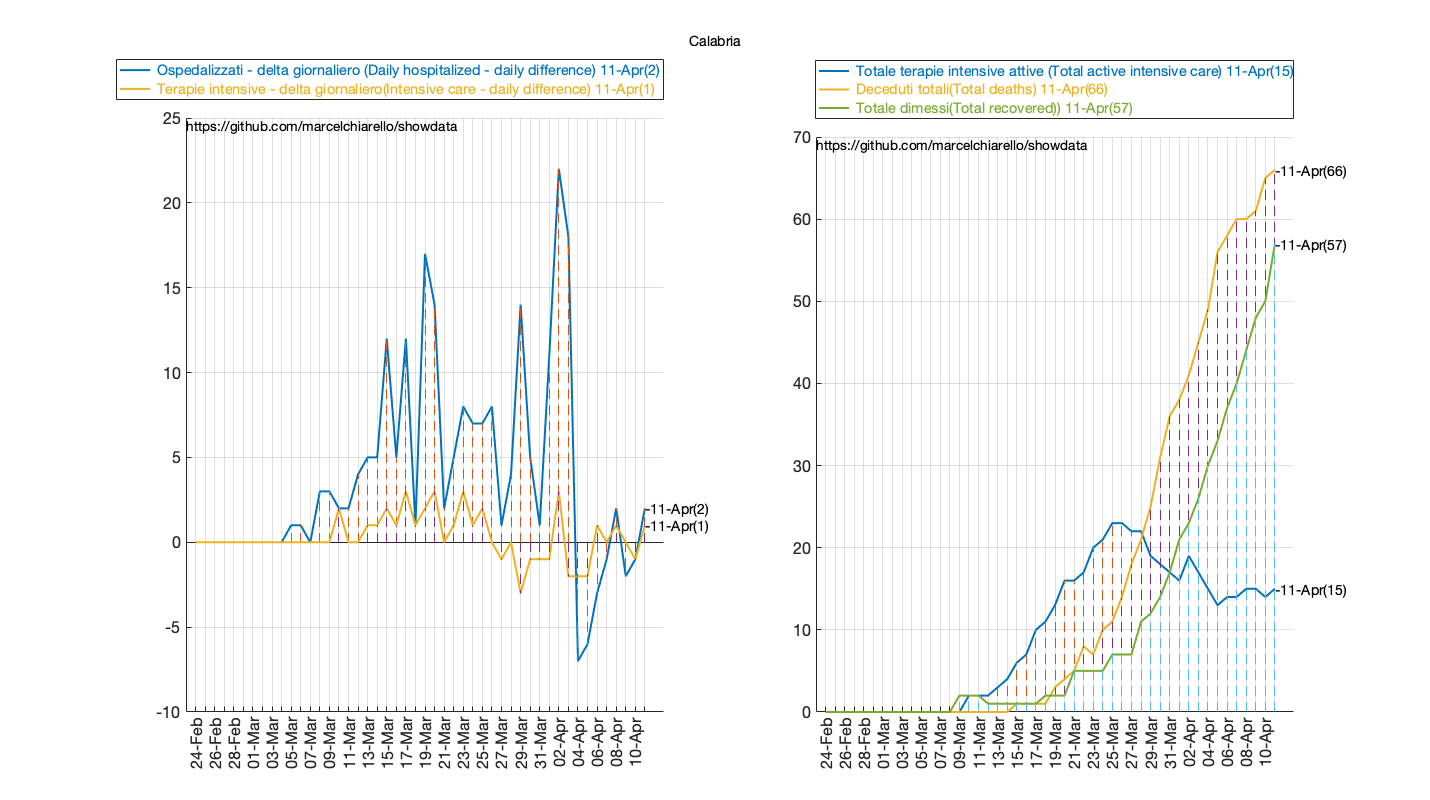 Calabria
Ospedalizzati - delta giornaliero (Daily hospitalized - daily difference) 11-Apr(2)
Terapie intensive - delta giornaliero(Intensive care - daily difference) 11-Apr(1)
https://github.com/marcelchiarello/showdata
25
20
15
10
5
0
-5
-10
11-Apr(2)
11-Apr(1)
24-Feb
26-Feb
28-Feb
01-Mar
03-Mar
05-Mar
07-Mar
09-Mar
11-Mar
13-Mar
15-Mar
17-Mar
19-Mar
21-Mar
23-Mar
25-Mar
27-Mar
29-Mar
31-Mar
02-Apr
04-Apr
06-Apr
08-Apr
10-Apr
Totale terapie intensive attive (Total active intensive care) 11-Apr(15)
Deceduti totali(Total deaths) 11-Apr(66)
Totale dimessi(Total recovered)) 11-Apr(57)
https://github.com/marcelchiarello/showdata
70
60
50
40
30
20
10
0
11-Apr(66)
11-Apr(57)
11-Apr(15)
24-Feb
26-Feb
28-Feb
01-Mar
03-Mar
05-Mar
07-Mar
09-Mar
11-Mar
13-Mar
15-Mar
17-Mar
19-Mar
21-Mar
23-Mar
25-Mar
27-Mar
29-Mar
31-Mar
02-Apr
04-Apr
06-Apr
08-Apr
10-Apr